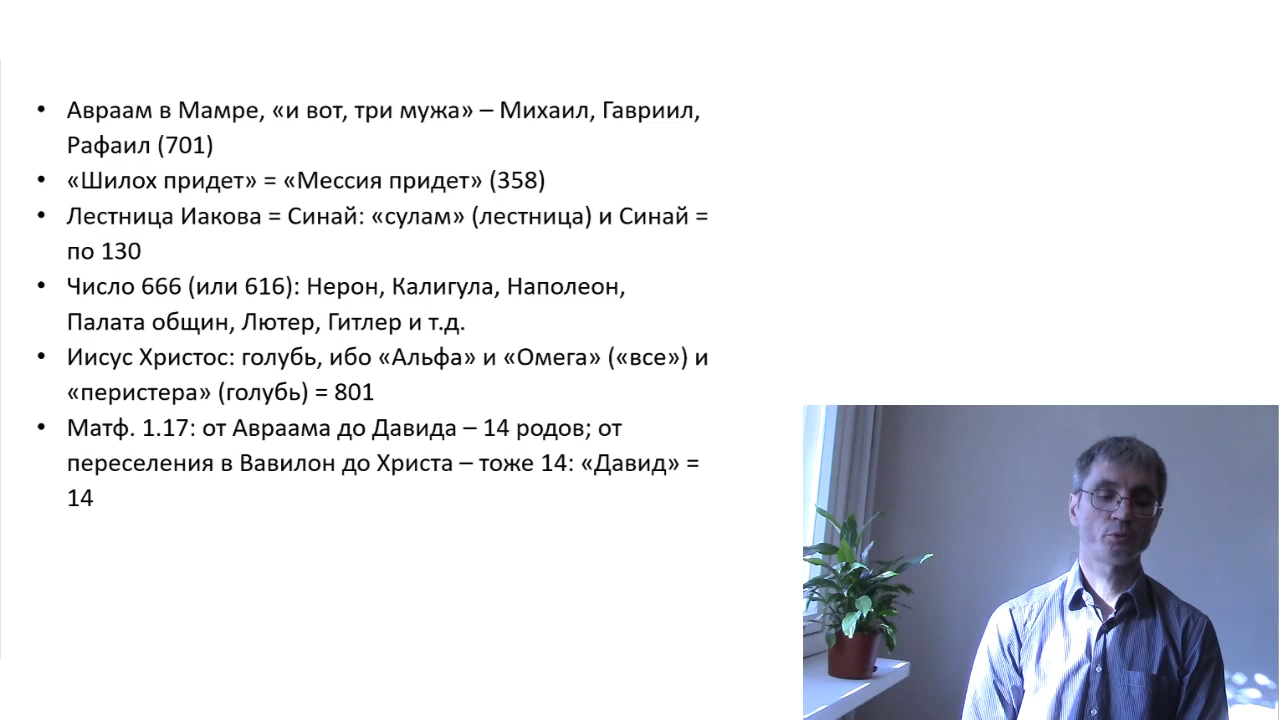 • Авраам в Мамре, «и вот, три мужа» – Михаил, Гавриил,
Рафаил (701)
• «Шилох придет» = «Мессия придет» (358)
• Лестница Иакова = Синай: «сулам» (лестница) и Синай =
по 130
• Число 666 (или 616): Нерон, Калигула, Наполеон,
Палата общин, Лютер, Гитлер и т.д.
• Иисус Христос: голубь, ибо «Альфа» и «Омега» («все») и
«перистера» (голубь) = 801
• Матф. 1.17: от Авраама до Давида – 14 родов; от
переселения в Вавилон до Христа – тоже 14: «Давид» =
14